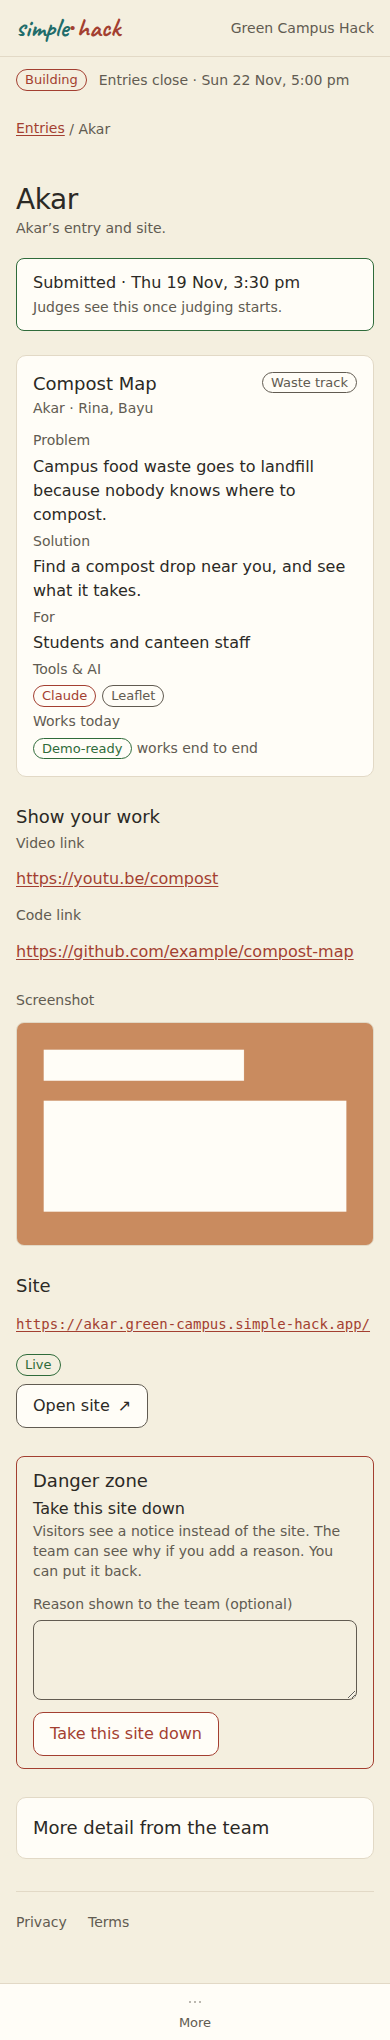 simple·hack
Green Campus Hack
Building Entries close · Sun 22 Nov, 5:00 pm
Entries / Akar
Akar
Akar’s entry and site.
Submitted · Thu 19 Nov, 3:30 pm
Judges see this once judging starts.
Compost Map
Waste track
Akar · Rina, Bayu
Problem
Campus food waste goes to landfill
because nobody knows where to
compost.
Solution
Find a compost drop near you, and see
what it takes.
For
Students and canteen staff
Tools & AI
Claude Leaflet
Works today
Demo-ready works end to end
Show your work
Video link
https://youtu.be/compost
Code link
https://github.com/example/compost-map
Screenshot
Site
https://akar.green-campus.simple-hack.app/
Live
Open site ↗
Danger zone
Take this site down
Visitors see a notice instead of the site. The
team can see why if you add a reason. You
can put it back.
Reason shown to the team (optional)
Take this site down
More detail from the team
Privacy Terms
…
More